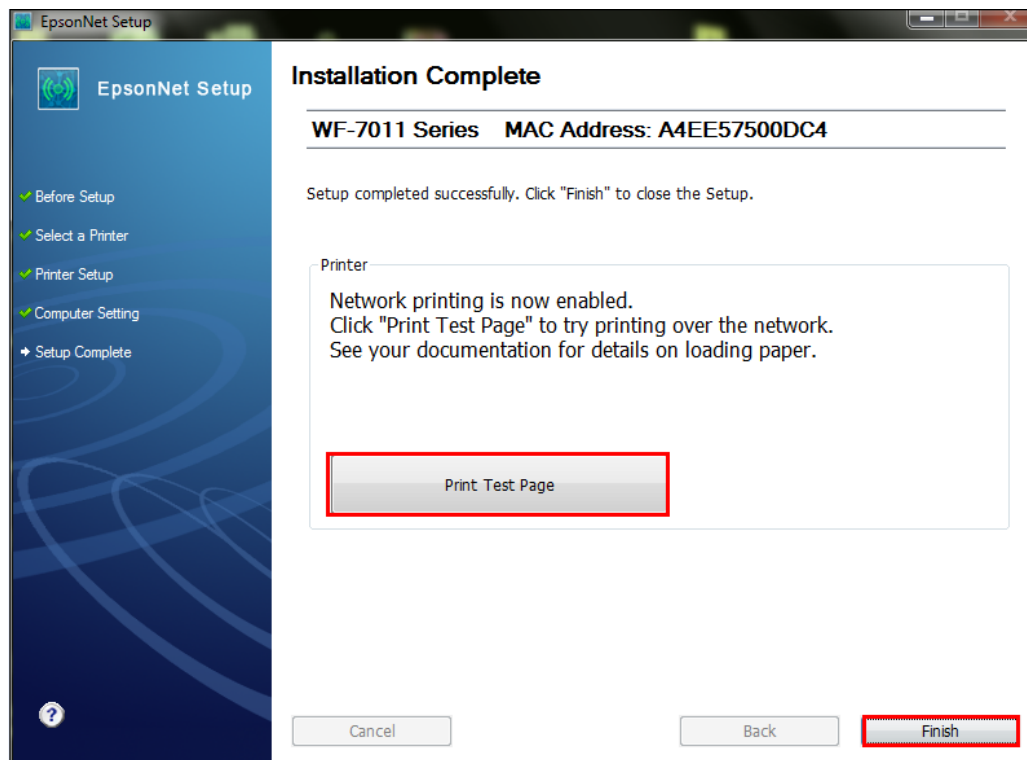 EpsonNet Setup
EpsonNet Setup
Before Setup
Select a Printer
Printer Setup
Computer Setting
Setup Complete
Installation Complete
WF-7011 Series MAC Address: A4EE57500DC4
Setup completed successfully. Click "Finish" to close the Setup.
Printer
Network printing is now enabled.
Click "Print Test Page" to try printing over the network.
See your documentation for details on loading paper.
Print Test Page
?
Cancel
Back
Finish